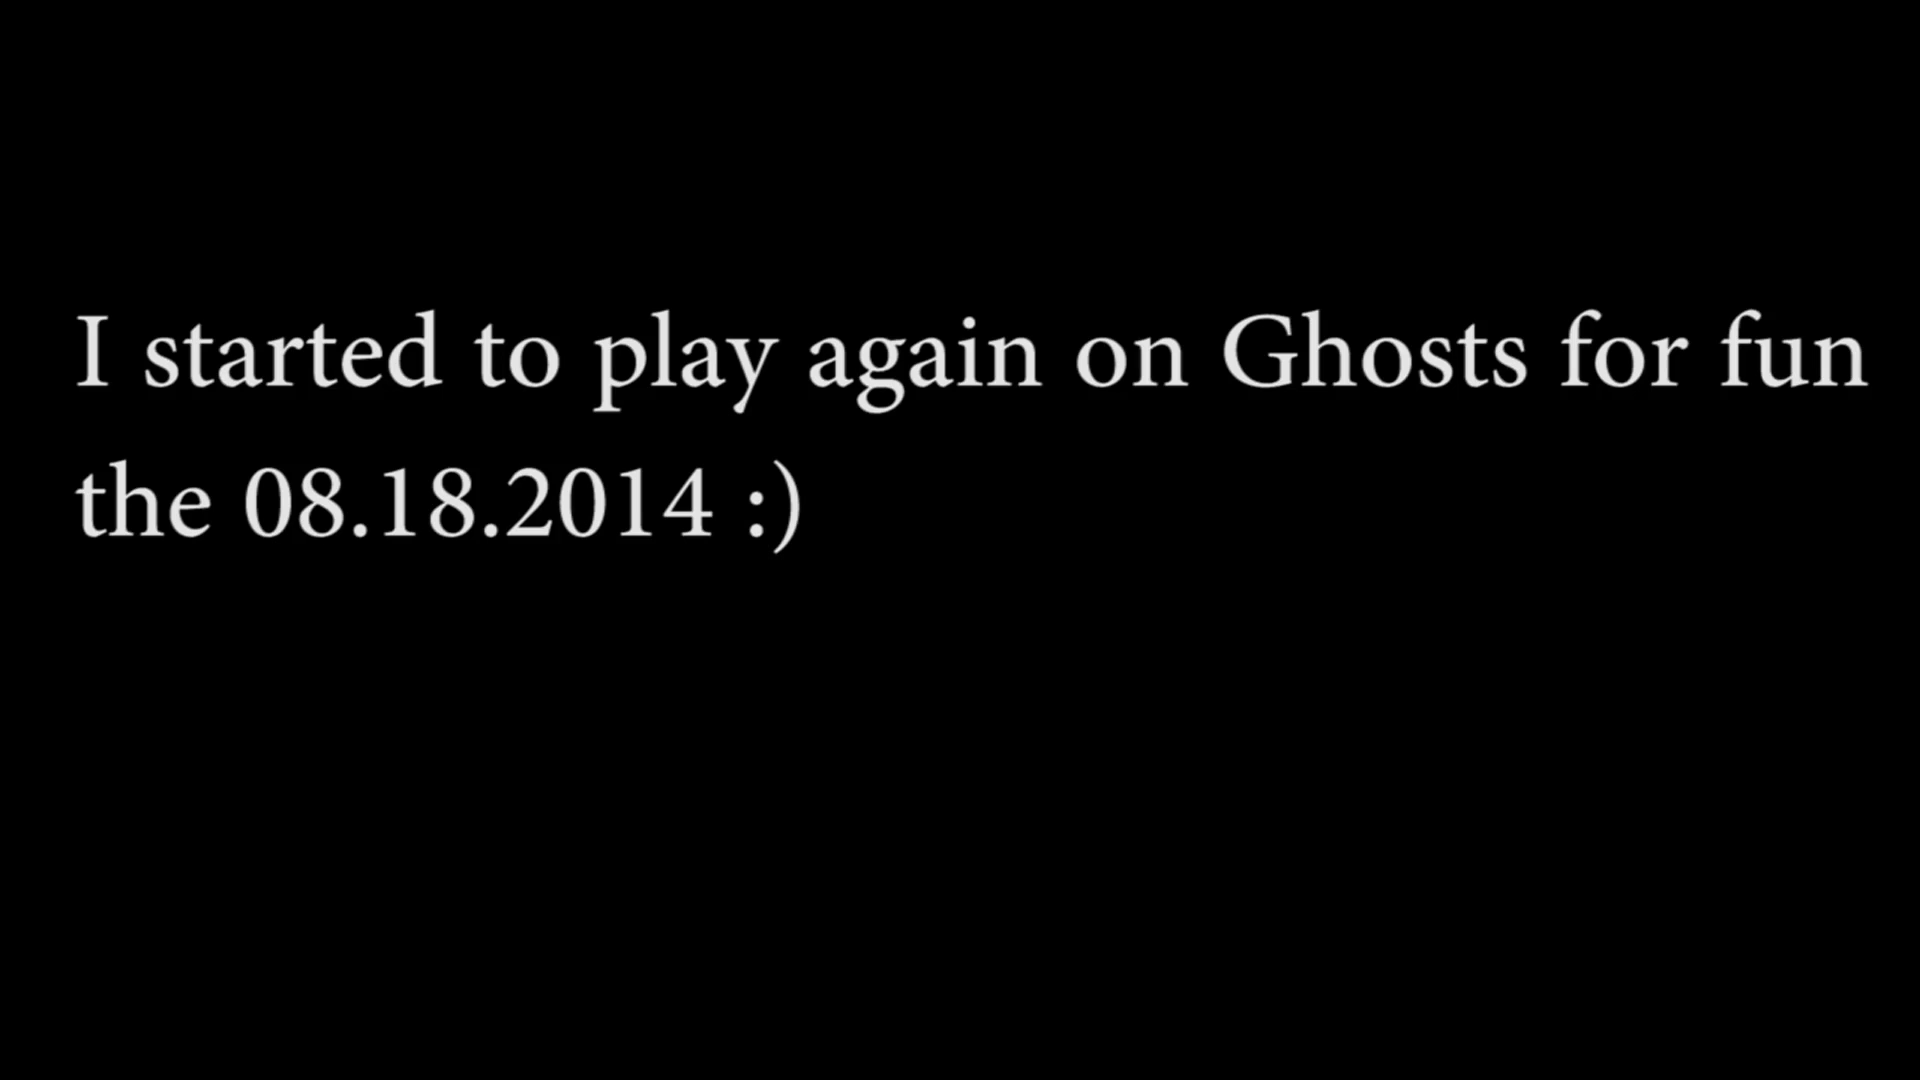 I started to play again on Ghosts for fun
the 08.18.2014 :)